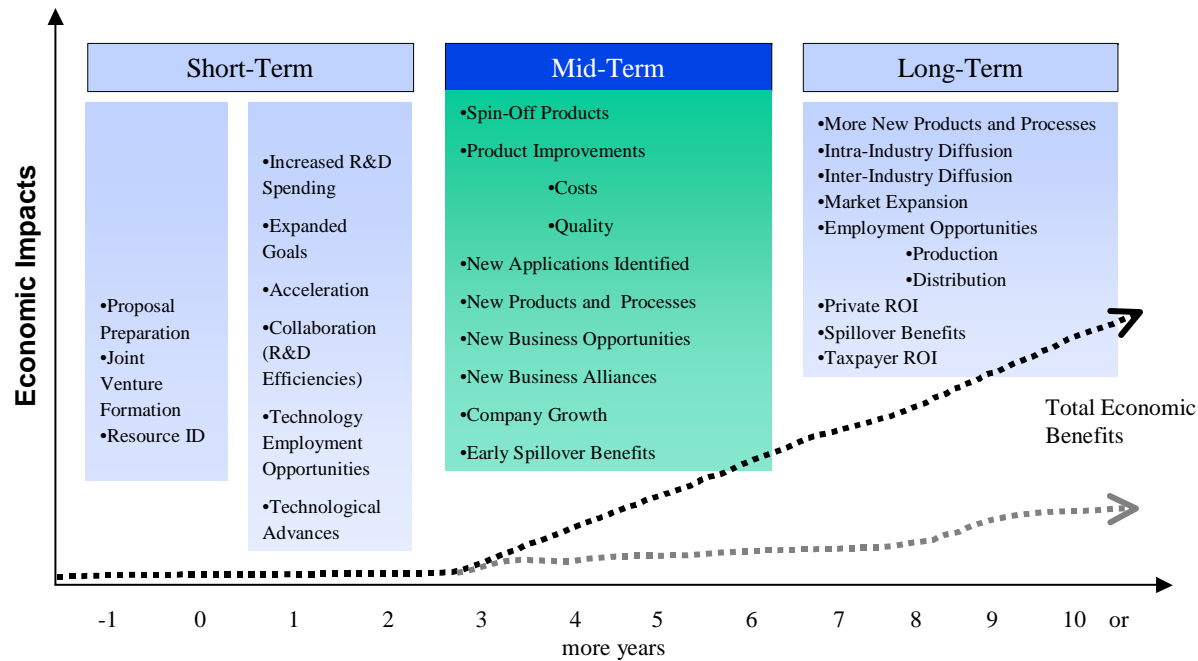 Economic Impacts
Short-Term
•Proposal
Preparation
•Joint
Venture
Formation
•Resource ID
•Increased R&D
Spending
•Expanded
Goals
•Acceleration
•Collaboration
(R&D
Efficiencies)
•Technology
Employment
Opportunities
•Technological
Advances
Mid-Term
•Spin-Off Products
•Product Improvements
•Costs
•Quality
•New Applications Identified
•New Products and Processes
•New Business Opportunities
•New Business Alliances
•Company Growth
•Early Spillover Benefits
Long-Term
•More New Products and Processes
•Intra-Industry Diffusion
•Inter-Industry Diffusion
•Market Expansion
•Employment Opportunities
•Production
•Distribution
•Private ROI
•Spillover Benefits
•Taxpayer ROI
Total Economic
Benefits
-1 0 1 2 3 4 5 6 7 8 9 10 or
more years